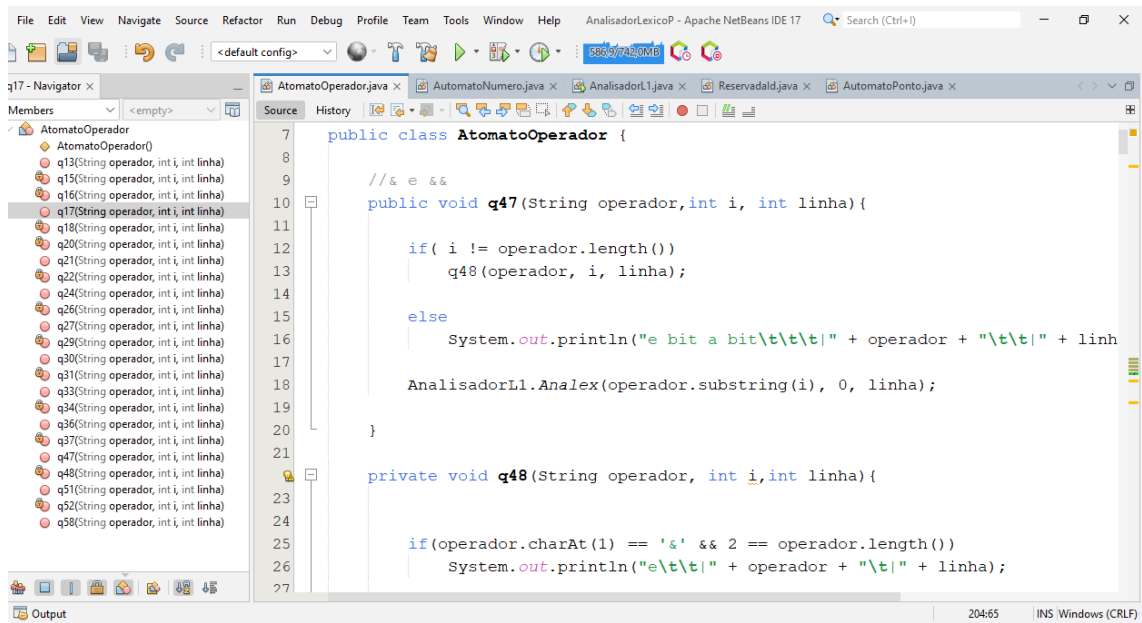 File Edit View Navigate Source Refactor Run Debug Profile Team Tools Window Help AnalisadorLexicoP - Apache NetBeans IDE 17 Search (Ctrl+I)
<default config> 586,9/742,0MB
q17 - Navigator
AtomatoOperador.java AutomatoNumero.java AnalisadorL1.java ReservadaId.java AutomatoPonto.java
Members <empty>
Source History
AtomatoOperador
AtomatoOperador()
q13(String operador, int i, int linha)
q15(String operador, int i, int linha)
q16(String operador, int i, int linha)
q17(String operador, int i, int linha)
q18(String operador, int i, int linha)
q20(String operador, int i, int linha)
q21(String operador, int i, int linha)
q22(String operador, int i, int linha)
q24(String operador, int i, int linha)
q26(String operador, int i, int linha)
q27(String operador, int i, int linha)
q29(String operador, int i, int linha)
q30(String operador, int i, int linha)
q31(String operador, int i, int linha)
q33(String operador, int i, int linha)
q34(String operador, int i, int linha)
q36(String operador, int i, int linha)
q37(String operador, int i, int linha)
q47(String operador, int i, int linha)
q48(String operador, int i, int linha)
q51(String operador, int i, int linha)
q52(String operador, int i, int linha)
q58(String operador, int i, int linha)
7 public class AtomatoOperador {
8
9 //& e &&
10 public void q47(String operador,int i, int linha){
11
12 if( i != operador.length())
13 q48(operador, i, linha);
14
15 else
16 System.out.println("e bit a bit\t\t\t|" + operador + "\t\t|" + linh
17
18 AnalisadorL1.Analex(operador.substring(i), 0, linha);
19
20 }
21
private void q48(String operador, int i,int linha){
23
24
25 if(operador.charAt(1) == '&' && 2 == operador.length())
26 System.out.println("e\t\t|" + operador + "\t|" + linha);
27
Output 204:65 INS Windows (CRLF)